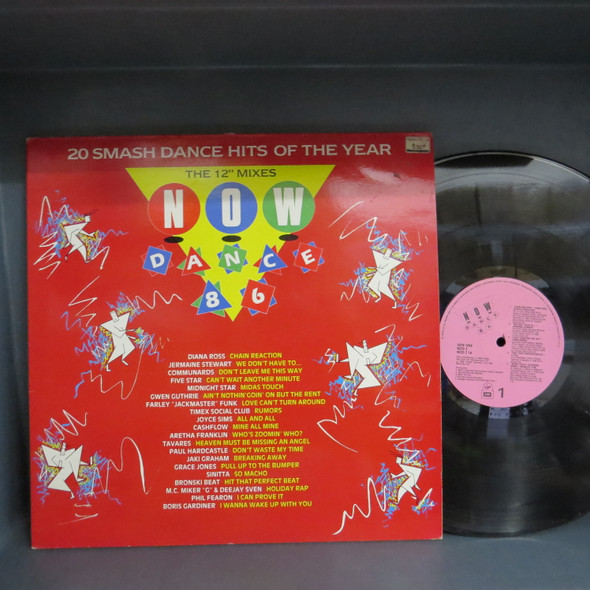 20 SMASH DANCE HITS OF THE YEAR
THE 12" MIXES
NOW
DANCE
86
DIANA ROSS CHAIN REACTION
JERMAINE STEWART WE DON'T HAVE TO...
COMMUNARDS DON'T LEAVE ME THIS WAY
FIVE STAR CAN'T WAIT ANOTHER MINUTE
MIDNIGHT STAR MIDAS TOUCH
GWEN GUTHRIE AIN'T NOTHIN' GOIN' ON BUT THE RENT
FARLEY "JACKMASTER" FUNK LOVE CAN'T TURN AROUND
TIMEX SOCIAL CLUB RUMORS
JOYCE SIMS ALL AND ALL
CASHFLOW MINE ALL MINE
ARETHA FRANKLIN WHO'S ZOOMIN' WHO?
TAVARES HEAVEN MUST BE MISSING AN ANGEL
PAUL HARDCASTLE DON'T WASTE MY TIME
JAKI GRAHAM BREAKING AWAY
GRACE JONES PULL UP TO THE BUMPER
SINITTA SO MACHO
BRONSKI BEAT HIT THAT PERFECT BEAT
M.C. MIKER "G" & DEEJAY SVEN HOLIDAY RAP
PHIL FEARON I CAN PROVE IT
BORIS GARDINER I WANNA WAKE UP WITH YOU
NOW
DANCE
1